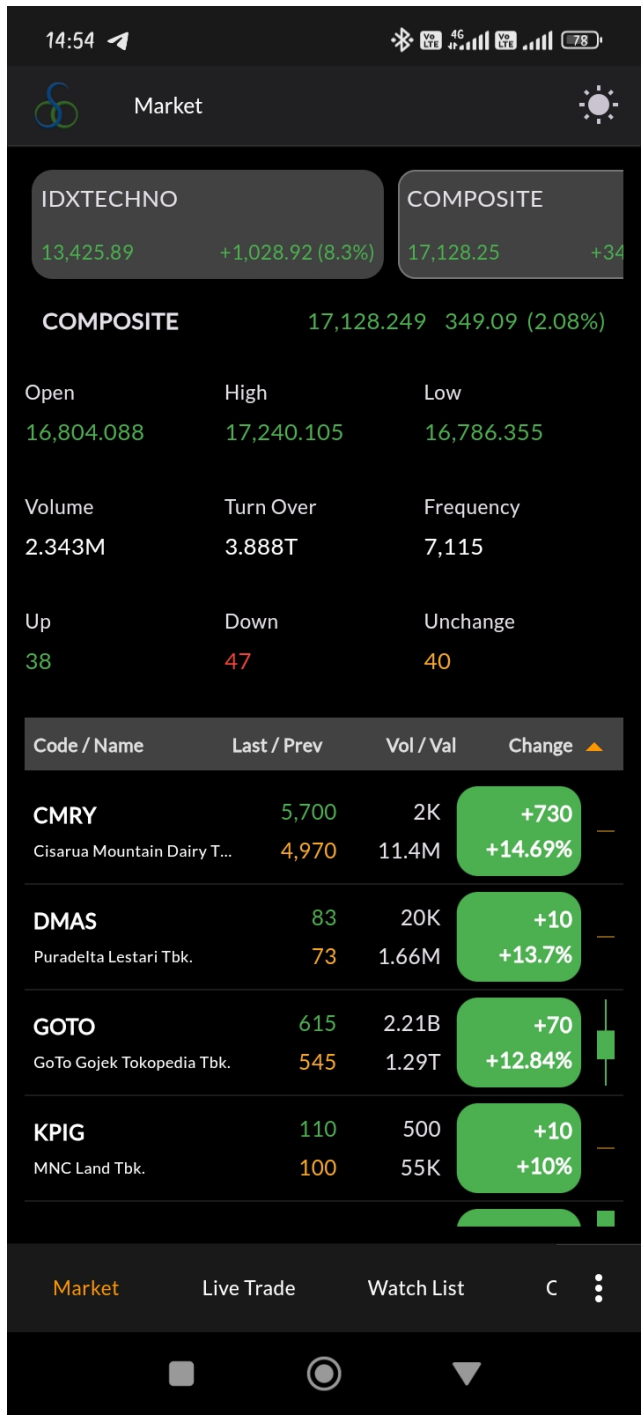 14:54 Vo LTE 4G Vo LTE 78
Market
IDXTECHNO
13,425.89 +1,028.92 (8.3%)
COMPOSITE
17,128.25 +34
COMPOSITE 17,128.249 349.09 (2.08%)
Open High Low
16,804.088 17,240.105 16,786.355
Volume Turn Over Frequency
2.343M 3.888T 7,115
Up Down Unchange
38 47 40
Code / Name Last / Prev Vol / Val Change
CMRY 5,700 2K +730
Cisarua Mountain Dairy T... 4,970 11.4M +14.69%
DMAS 83 20K +10
Puradelta Lestari Tbk. 73 1.66M +13.7%
GOTO 615 2.21B +70
GoTo Gojek Tokopedia Tbk. 545 1.29T +12.84%
KPIG 110 500 +10
MNC Land Tbk. 100 55K +10%
Market Live Trade Watch List C